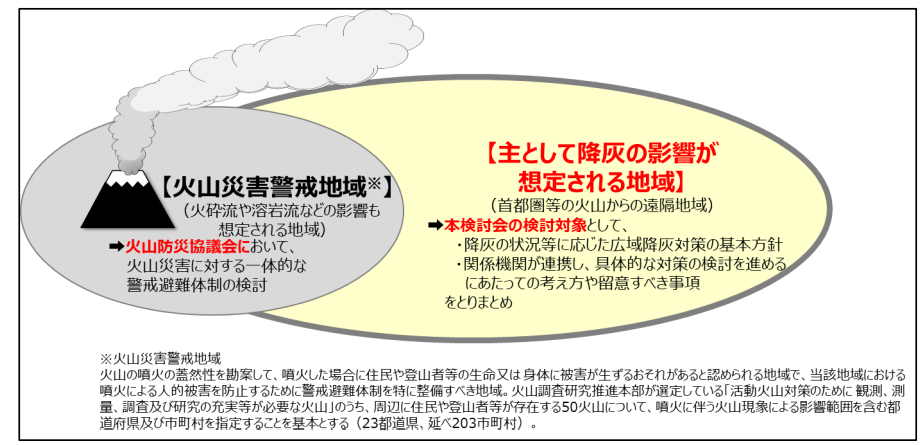 【火山災害警戒地域※】
（火砕流や溶岩流などの影響も
想定される地域）
➡火山防災協議会において、
火山災害に対する一体的な
警戒避難体制の検討
【主として降灰の影響が
想定される地域】
（首都圏等の火山からの遠隔地域）
➡本検討会の検討対象として、
・降灰の状況等に応じた広域降灰対策の基本方針
・関係機関が連携し、具体的な対策の検討を進める
にあたっての考え方や留意すべき事項
をとりまとめ
※火山災害警戒地域
火山の噴火の蓋然性を勘案して、噴火した場合に住民や登山者等の生命又は身体に被害が生ずるおそれがあると認められる地域で、当該地域における
噴火による人的被害を防止するために警戒避難体制を特に整備すべき地域。火山調査研究推進本部が選定している「活動火山対策のために観測、測
量、調査及び研究の充実等が必要な火山」のうち、周辺に住民や登山者等が存在する50火山について、噴火に伴う火山現象による影響範囲を含む都
道府県及び市町村を指定することを基本とする（23都道県、延べ203市町村）。